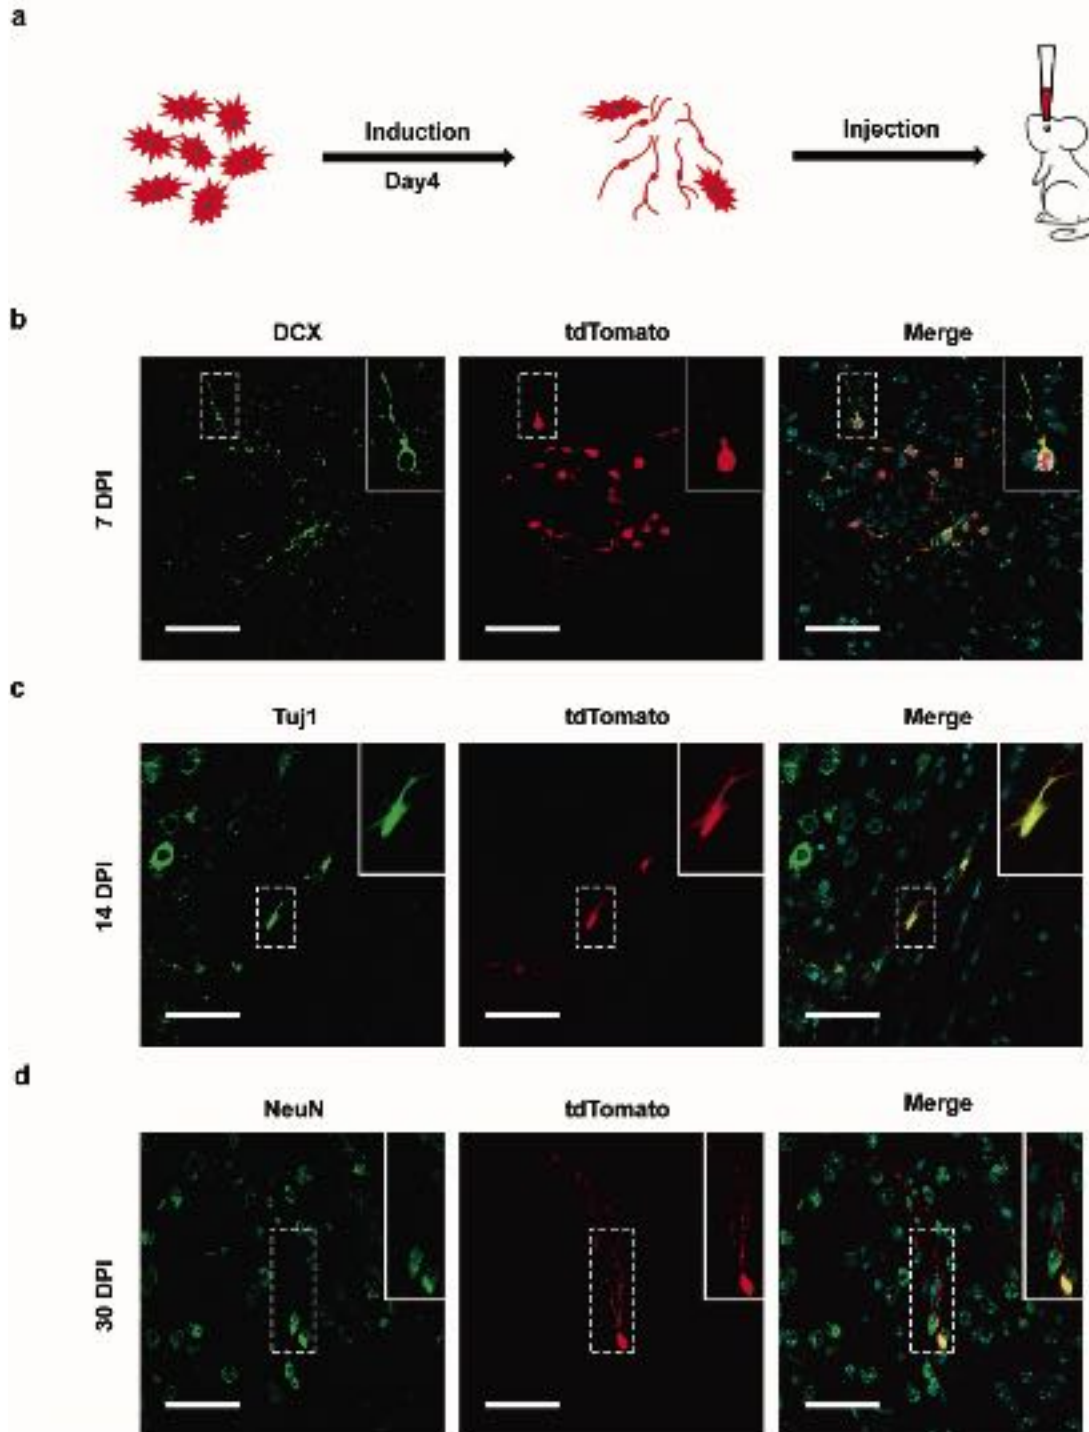 a
Induction
Day4
Injection
b
DCX
tdTomato
Merge
7 DPI
c
Tuj1
tdTomato
Merge
14 DPI
d
NeuN
tdTomato
Merge
30 DPI